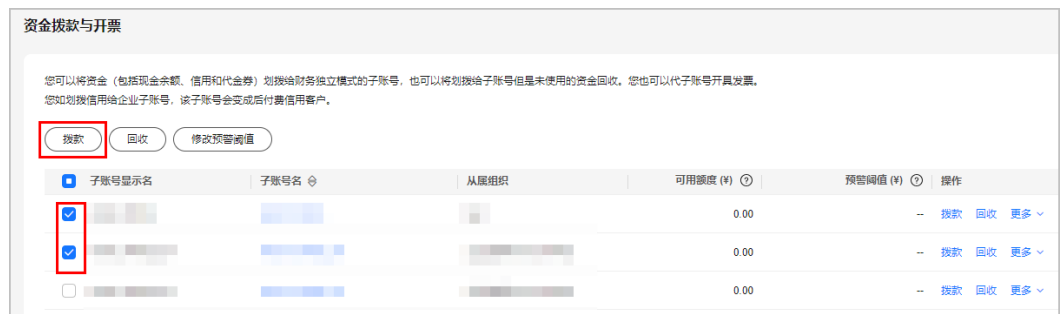 资金拨款与开票
您可以将资金（包括现金余额、信用和代金券）划拨给财务独立模式的子账号，也可以将划拨给子账号但是未使用的资金回收。您也可以代子账号开具发票。
您如划拨信用给企业子账号，该子账号会变成后付费信用客户。
拨款 回收 修改预警阈值
子账号显示名 子账号名 从属组织 可用额度 (¥) ? 预警阈值 (¥) ? 操作
0.00 -- 拨款 回收 更多
0.00 -- 拨款 回收 更多
0.00 -- 拨款 回收 更多